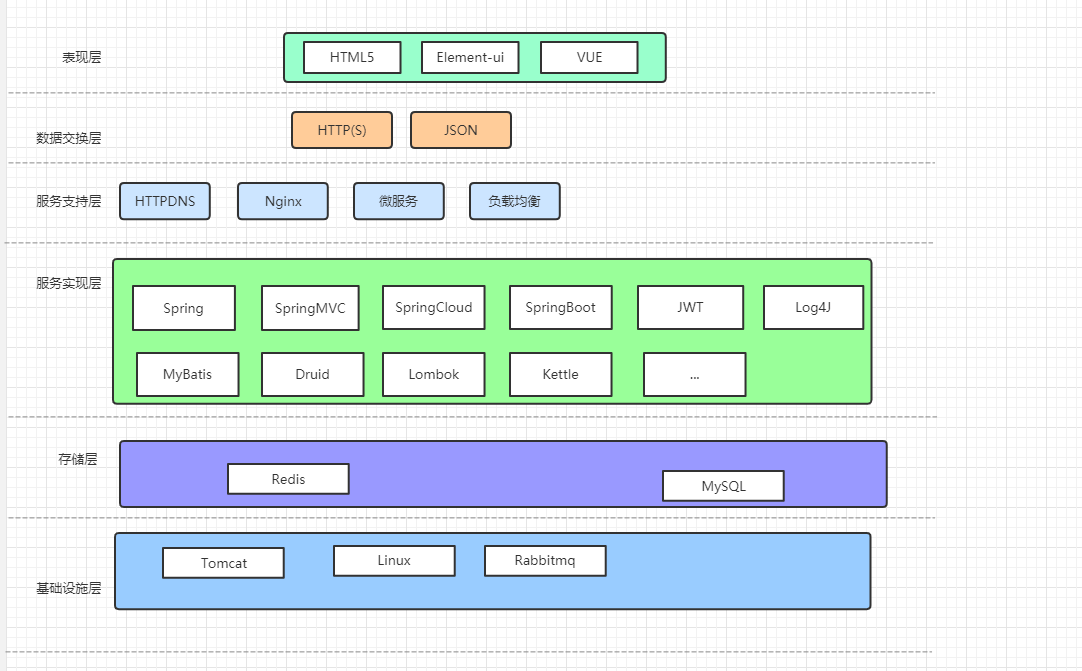 表现层
HTML5 Element-ui VUE
数据交换层
HTTP(S) JSON
服务支持层
HTTPDNS Nginx 微服务 负载均衡
服务实现层
Spring SpringMVC SpringCloud SpringBoot JWT Log4J
MyBatis Druid Lombok Kettle ...
存储层
Redis MySQL
基础设施层
Tomcat Linux Rabbitmq